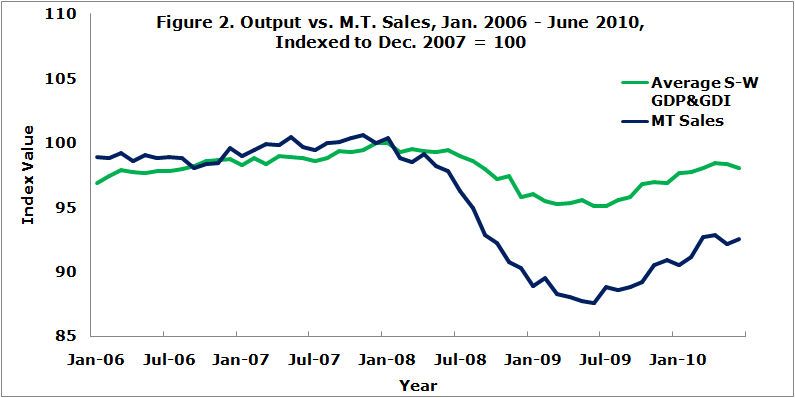 Figure 2. Output vs. M.T. Sales, Jan. 2006 - June 2010,
Indexed to Dec. 2007 = 100
110
105
100
95
90
85
Index Value
Average S-W
GDP&GDI
MT Sales
Jan-06 Jul-06 Jan-07 Jul-07 Jan-08 Jul-08 Jan-09 Jul-09 Jan-10
Year